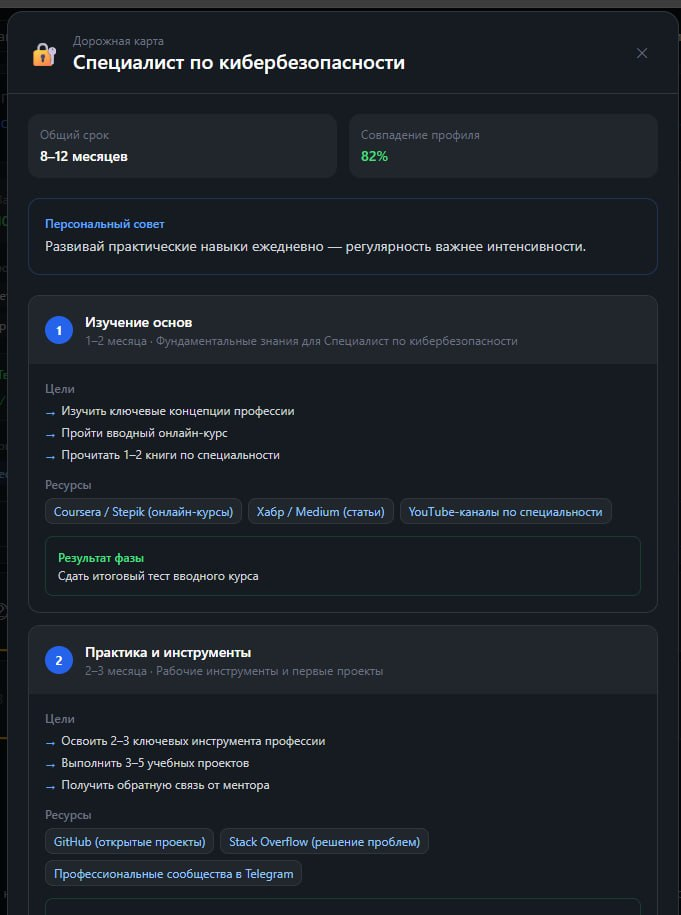 Дорожная карта
Специалист по кибербезопасности
Общий срок
8–12 месяцев
Совпадение профиля
82%
Персональный совет
Развивай практические навыки ежедневно — регулярность важнее интенсивности.
1
Изучение основ
1–2 месяца · Фундаментальные знания для Специалист по кибербезопасности
Цели
→ Изучить ключевые концепции профессии
→ Пройти вводный онлайн-курс
→ Прочитать 1–2 книги по специальности
Ресурсы
Coursera / Stepik (онлайн-курсы)
Хабр / Medium (статьи)
YouTube-каналы по специальности
Результат фазы
Сдать итоговый тест вводного курса
2
Практика и инструменты
2–3 месяца · Рабочие инструменты и первые проекты
Цели
→ Освоить 2–3 ключевых инструмента профессии
→ Выполнить 3–5 учебных проектов
→ Получить обратную связь от ментора
Ресурсы
GitHub (открытые проекты)
Stack Overflow (решение проблем)
Профессиональные сообщества в Telegram